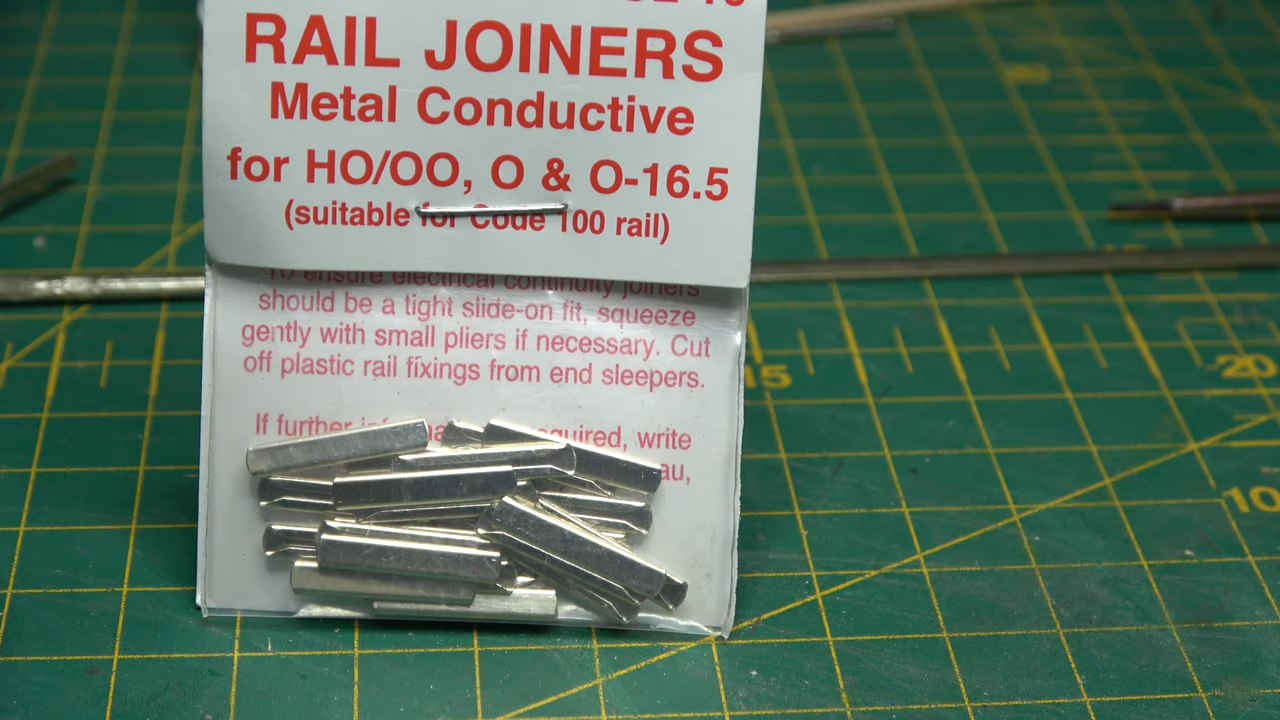 RAIL JOINERS
Metal Conductive
for HO/OO, O & O-16.5
(suitable for Code 100 rail)
To ensure electrical continuity joiners
should be a tight slide-on fit, squeeze
gently with small pliers if necessary. Cut
off plastic rail fixings from end sleepers.
If further required, write
15
20
10